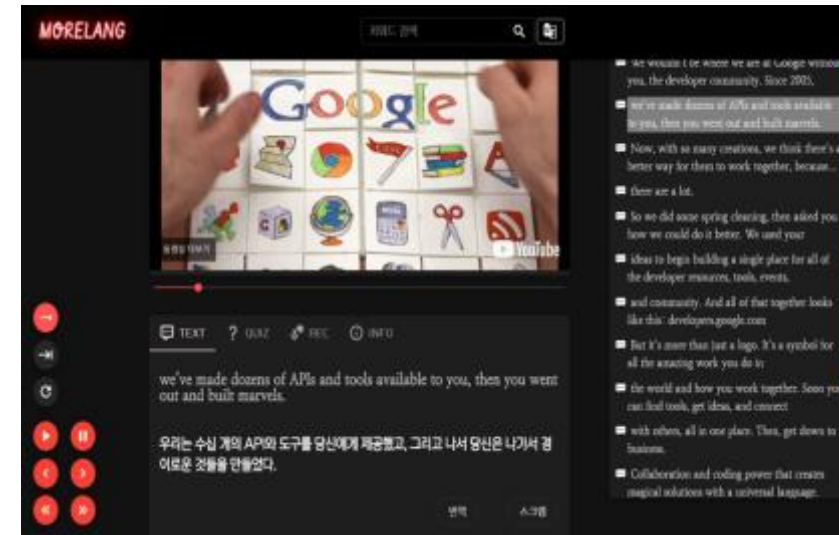 MORELANG
키워드 검색
Google
YouTube
TEXT
QUIZ
REC
INFO
we've made dozens of APIs and tools available to you, then you went
out and built marvels.
우리는 수십 개의 API와 도구를 당신에게 제공했고, 그리고 나서 당신은 나가서 경
이로운 것들을 만들었다.
번역
스크랩
We wouldn't be where we are at Google without
you, the developer community. Since 2005,
we've made dozens of APIs and tools available
to you, then you went out and built marvels.
Now, with so many creations, we think there's a
better way for them to work together, because...
there are a lot.
So we did some spring cleaning, then asked you
how we could do it better. We used your
ideas to begin building a single place for all of
the developer resources, tools, events,
and community. And all of that together looks
like this: developers.google.com
But it's more than just a logo. It's a symbol for
all the amazing work you do in
the world and how you work together. Soon you
can find tools, get ideas, and connect
with others, all in one place. Then, get down to
business.
Collaboration and coding power that creates
magical solutions with a universal language.